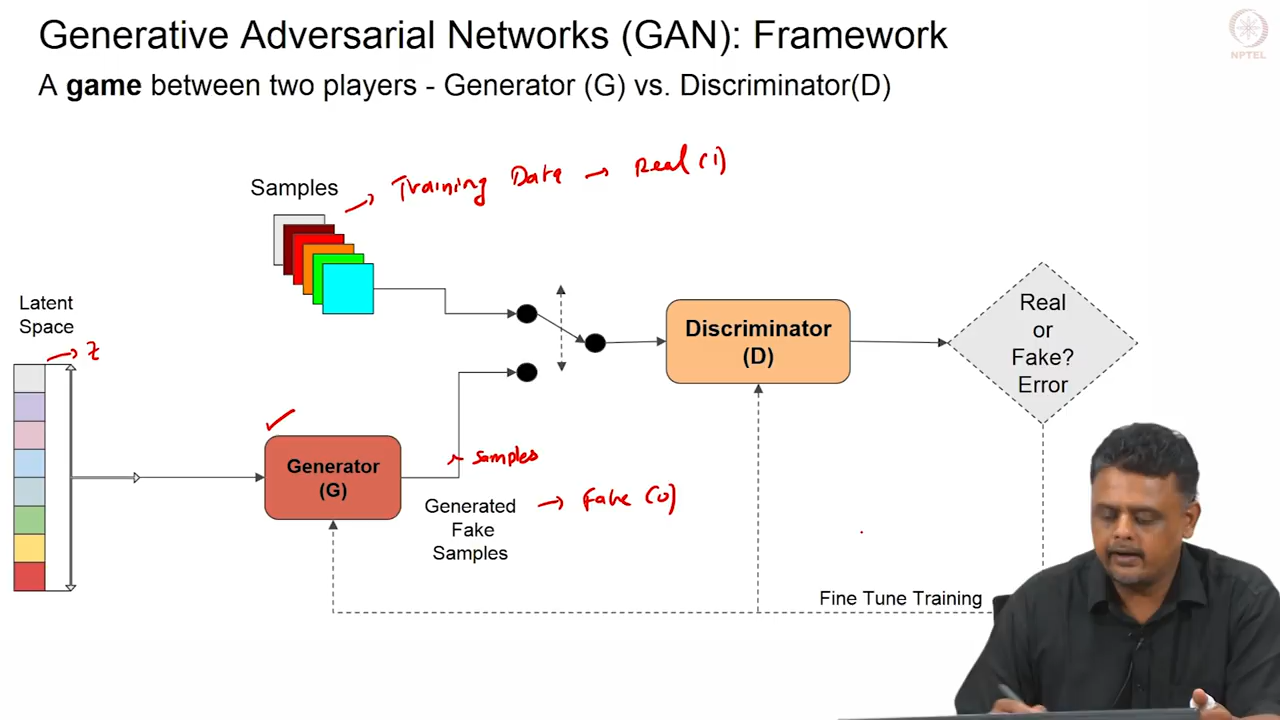 Generative Adversarial Networks (GAN): Framework
NPTEL
A game between two players - Generator (G) vs. Discriminator(D)
Samples
→ Training Data → Real (1)
Latent
Space
→ z
Discriminator
(D)
Real
or
Fake?
Error
Generator
(G)
samples
Generated
Fake
Samples
→ Fake (0)
Fine Tune Training